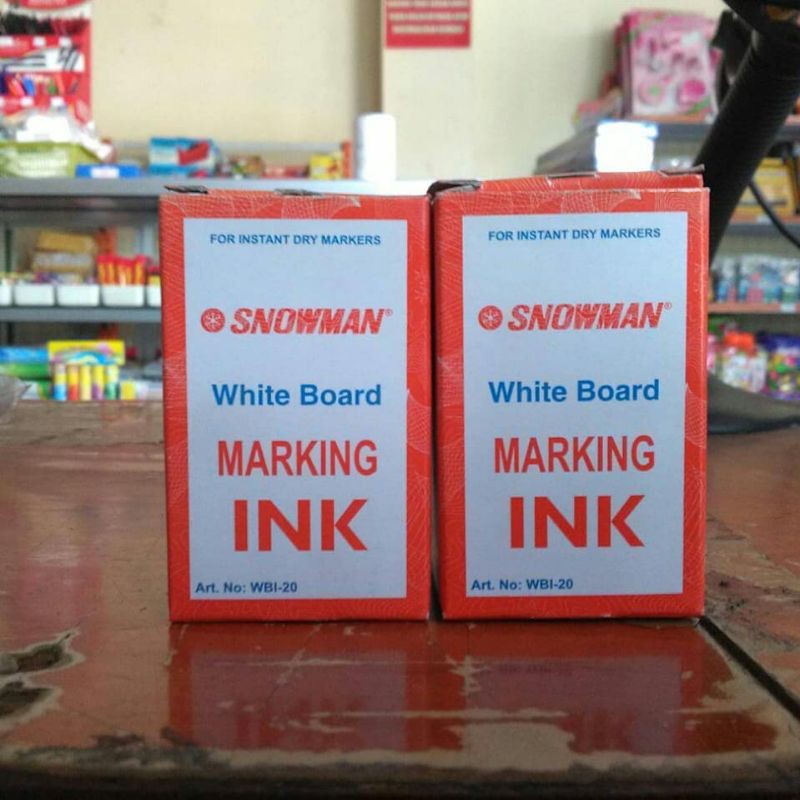 FOR INSTANT DRY MARKERS
SNOWMAN®
White Board
MARKING
INK
Art. No: WBI-20
FOR INSTANT DRY MARKERS
SNOWMAN®
White Board
MARKING
INK
Art. No: WBI-20